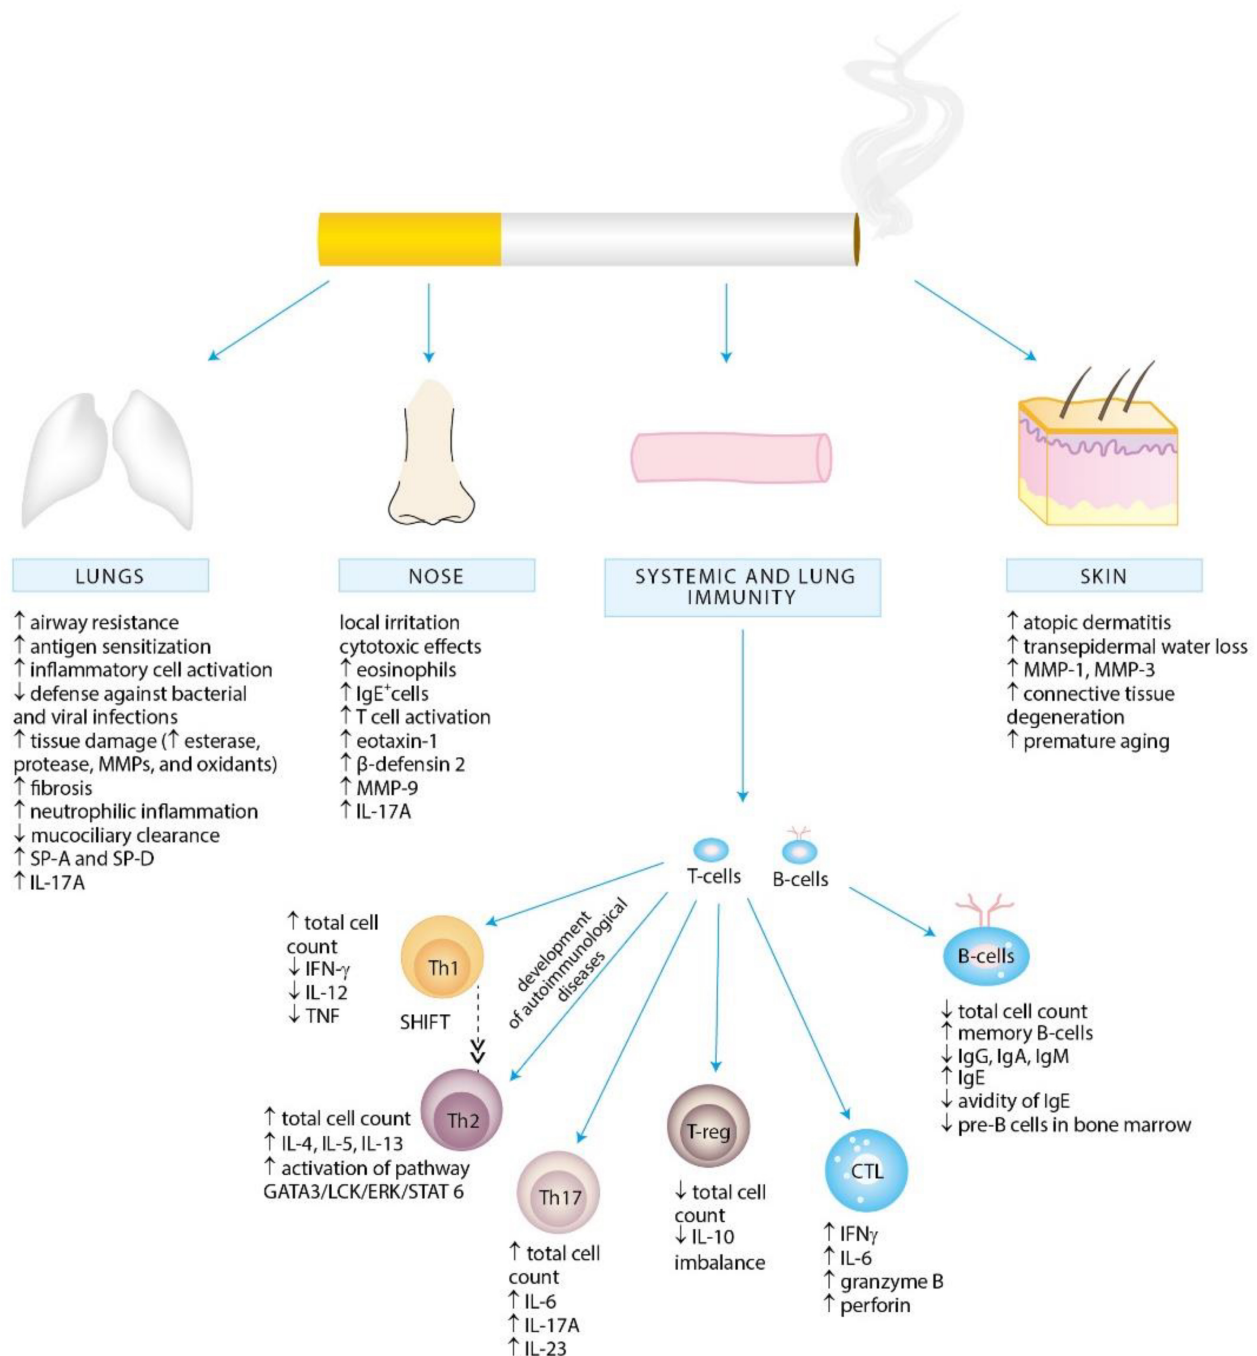 LUNGS
↑ airway resistance
↑ antigen sensitization
↑ inflammatory cell activation
↓ defense against bacterial
and viral infections
↑ tissue damage (↑ esterase,
protease, MMPs, and oxidants)
↑ fibrosis
↑ neutrophilic inflammation
↓ mucociliary clearance
↑ SP-A and SP-D
↑ IL-17A
NOSE
local irritation
cytotoxic effects
↑ eosinophils
↑ IgE⁺cells
↑ T cell activation
↑ eotaxin-1
↑ β-defensin 2
↑ MMP-9
↑ IL-17A
SYSTEMIC AND LUNG
IMMUNITY
SKIN
↑ atopic dermatitis
↑ transepidermal water loss
↑ MMP-1, MMP-3
↑ connective tissue
degeneration
↑ premature aging
T-cells
B-cells
↑ total cell
count
↓ IFN-γ
↓ IL-12
↓ TNF
Th1
SHIFT
development
of autoimmunological
diseases
↑ total cell count
↑ IL-4, IL-5, IL-13
↑ activation of pathway
GATA3/LCK/ERK/STAT 6
Th2
Th17
↑ total cell
count
↑ IL-6
↑ IL-17A
↑ IL-23
T-reg
↓ total cell
count
↓ IL-10
imbalance
CTL
↑ IFNγ
↑ IL-6
↑ granzyme B
↑ perforin
B-cells
↓ total cell count
↑ memory B-cells
↓ IgG, IgA, IgM
↑ IgE
↓ avidity of IgE
↓ pre-B cells in bone marrow